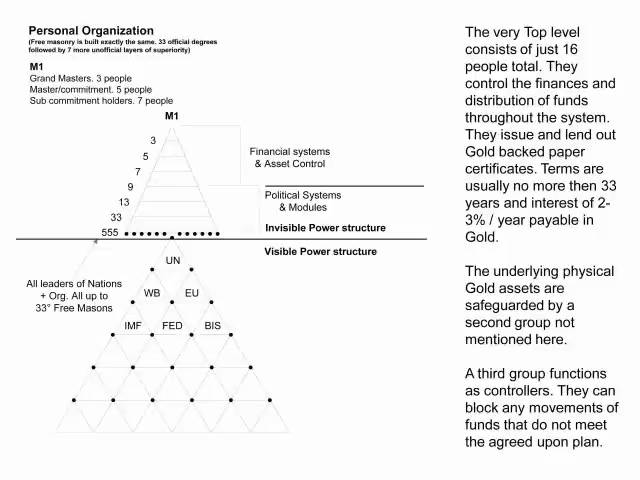 Personal Organization
(Free masonry is built exactly the same. 33 official degrees
followed by 7 more unofficial layers of superiority)
M1
Grand Masters. 3 people
Master/commitment. 5 people
Sub commitment holders. 7 people
M1
3
5
7
9
13
33
555
Financial systems
& Asset Control
Political Systems
& Modules
Invisible Power structure
Visible Power structure
All leaders of Nations
+ Org. All up to
33° Free Masons
UN
WB EU
IMF FED BIS
The very Top level
consists of just 16
people total. They
control the finances and
distribution of funds
throughout the system.
They issue and lend out
Gold backed paper
certificates. Terms are
usually no more then 33
years and interest of 2-
3% / year payable in
Gold.
The underlying physical
Gold assets are
safeguarded by a
second group not
mentioned here.
A third group functions
as controllers. They can
block any movements of
funds that do not meet
the agreed upon plan.